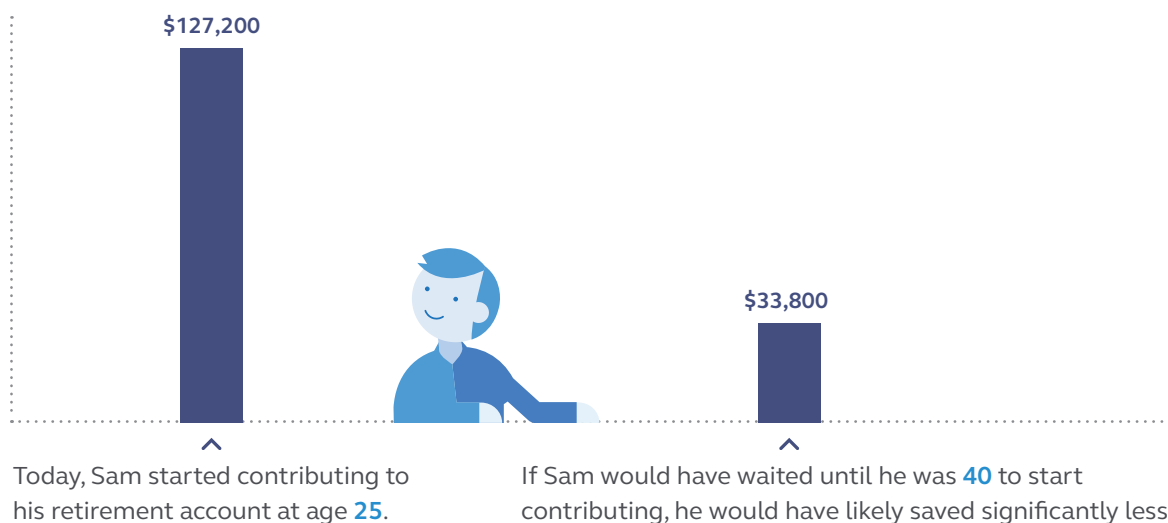 $127,200
$33,800
Today, Sam started contributing to
his retirement account at age 25.
If Sam would have waited until he was 40 to start
contributing, he would have likely saved significantly less